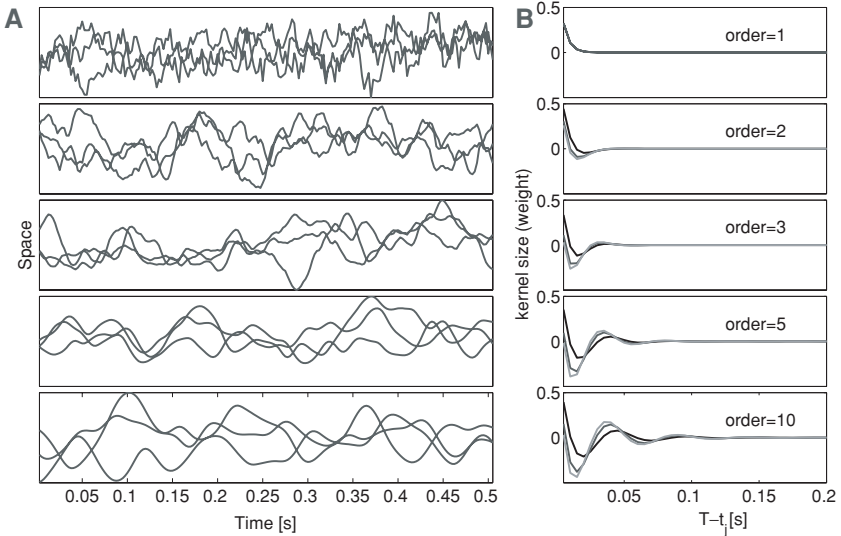 A
B
Space
0.05 0.1 0.15 0.2 0.25 0.3 0.35 0.4 0.45 0.5
Time [s]
kernel size (weight)
0.5
0
order=1
0.5
0
order=2
0.5
0
order=3
0.5
0
order=5
0.5
0
order=10
0.05 0.1 0.15 0.2
T−tj[s]